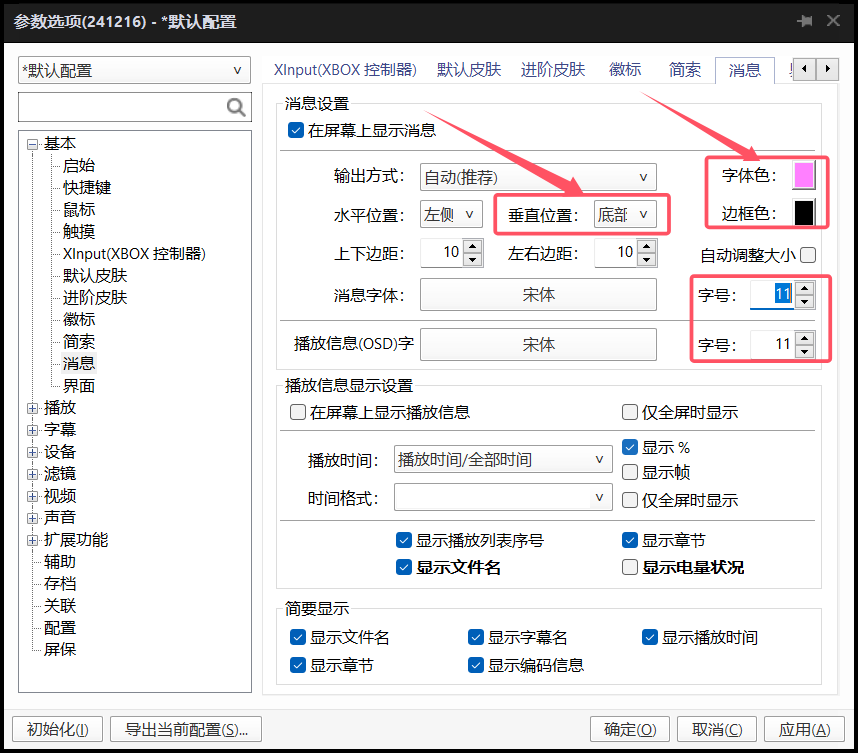 参数选项(241216) - *默认配置
*默认配置
基本
启始
快捷键
鼠标
触摸
XInput(XBOX 控制器)
默认皮肤
进阶皮肤
徽标
简索
消息
界面
播放
字幕
设备
滤镜
视频
声音
扩展功能
辅助
存档
关联
配置
屏保
XInput(XBOX 控制器) 默认皮肤 进阶皮肤 徽标 简索 消息
消息设置
在屏幕上显示消息
输出方式: 自动(推荐) 字体色:
水平位置: 左侧 垂直位置: 底部 边框色:
上下边距: 10 左右边距: 10 自动调整大小
消息字体: 宋体 字号: 11
播放信息(OSD)字 宋体 字号: 11
播放信息显示设置
在屏幕上显示播放信息 仅全屏时显示
播放时间: 播放时间/全部时间 显示 %
显示帧
时间格式: 仅全屏时显示
显示播放列表序号 显示章节
显示文件名 显示电量状况
简要显示
显示文件名 显示字幕名 显示播放时间
显示章节 显示编码信息
初始化(I) 导出当前配置(S)... 确定(O) 取消(C) 应用(A)